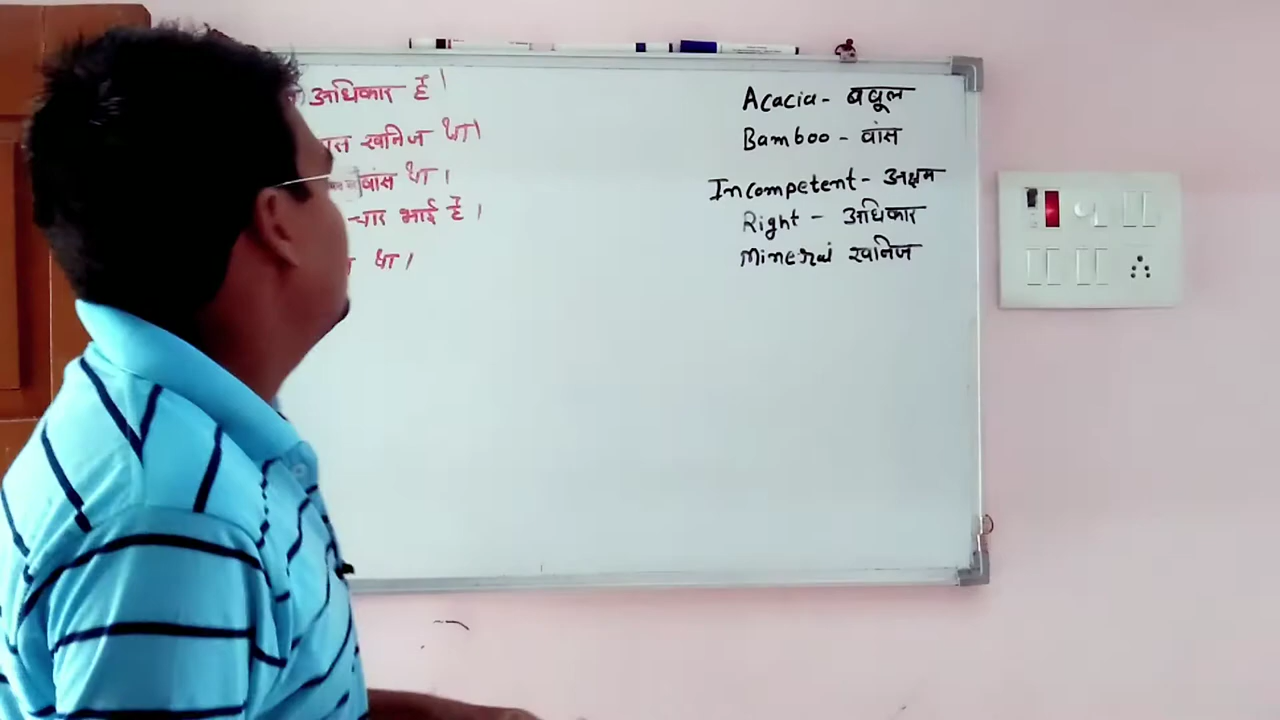 अधिकार है।
खनिज था।
वांस था।
चार भाई है।
था।
Acacia - बबूल
Bamboo - वांस
Incompetent - अक्षम
Right - अधिकार
Mineral खनिज